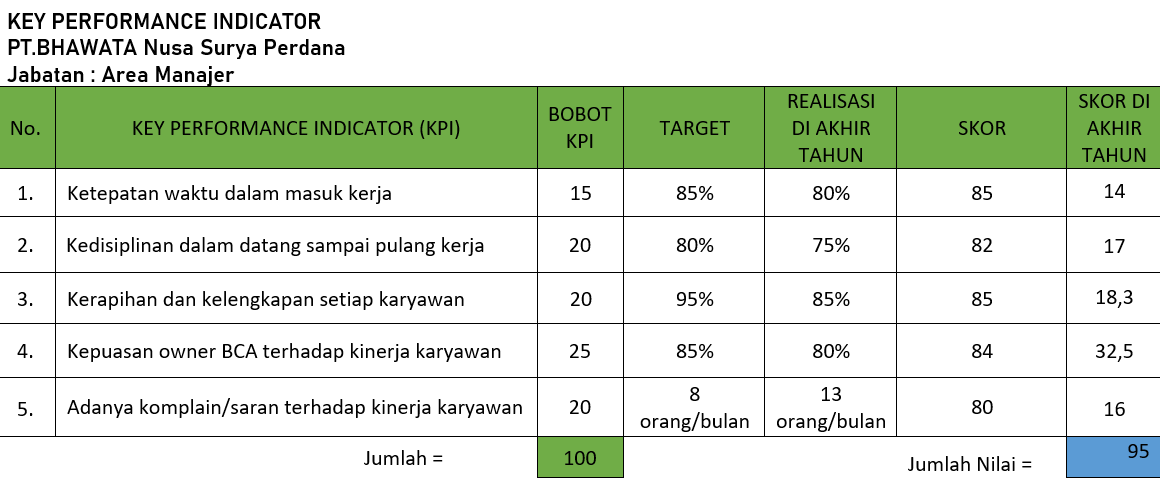 KEY PERFORMANCE INDICATOR
PT.BHAWATA Nusa Surya Perdana
Jabatan : Area Manajer
No. KEY PERFORMANCE INDICATOR (KPI) BOBOT KPI TARGET REALISASI DI AKHIR TAHUN SKOR SKOR DI AKHIR TAHUN
1. Ketepatan waktu dalam masuk kerja 15 85% 80% 85 14
2. Kedisiplinan dalam datang sampai pulang kerja 20 80% 75% 82 17
3. Kerapihan dan kelengkapan setiap karyawan 20 95% 85% 85 18,3
4. Kepuasan owner BCA terhadap kinerja karyawan 25 85% 80% 84 32,5
5. Adanya komplain/saran terhadap kinerja karyawan 20 8 orang/bulan 13 orang/bulan 80 16
Jumlah = 100 Jumlah Nilai = 95